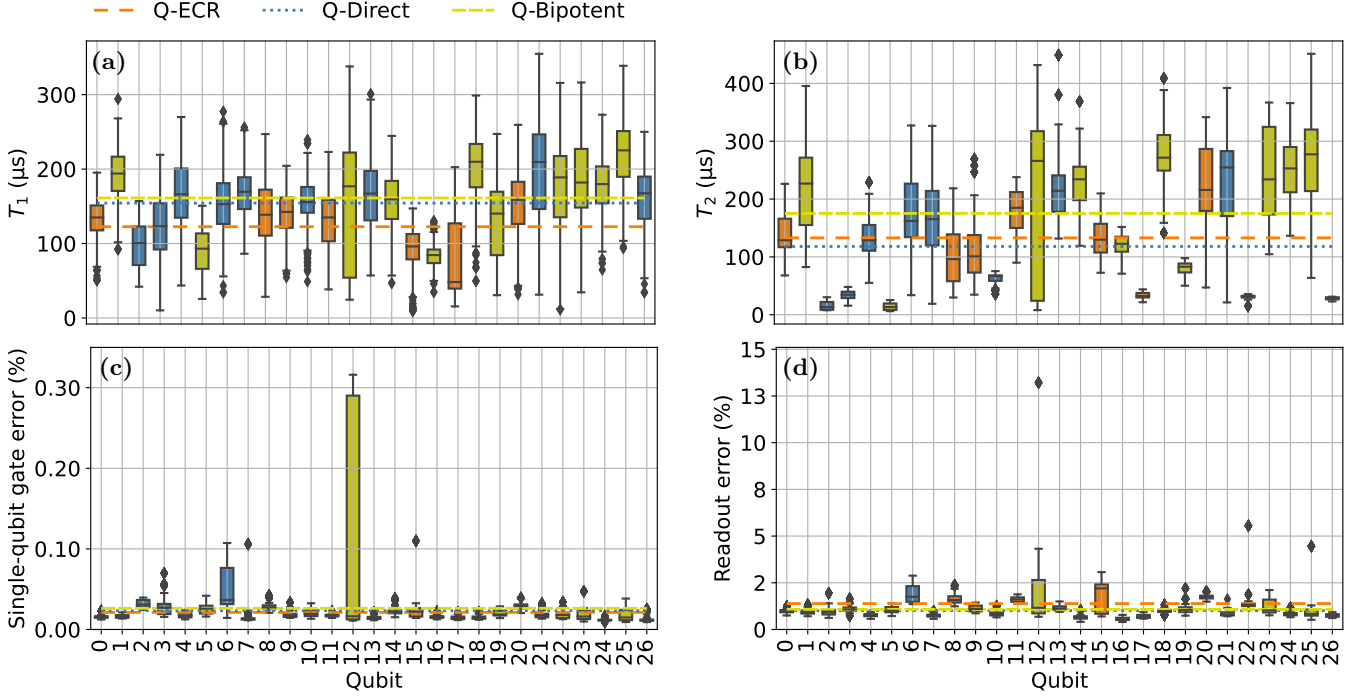 Q-ECR Q-Direct Q-Bipotent
(a)
T1 (μs)
300
200
100
0
(b)
T2 (μs)
400
300
200
100
0
(c)
Single-qubit gate error (%)
0.30
0.20
0.10
0.00
0 1 2 3 4 5 6 7 8 9 10 11 12 13 14 15 16 17 18 19 20 21 22 23 24 25 26
Qubit
(d)
Readout error (%)
15
13
10
8
5
2
0
0 1 2 3 4 5 6 7 8 9 10 11 12 13 14 15 16 17 18 19 20 21 22 23 24 25 26
Qubit